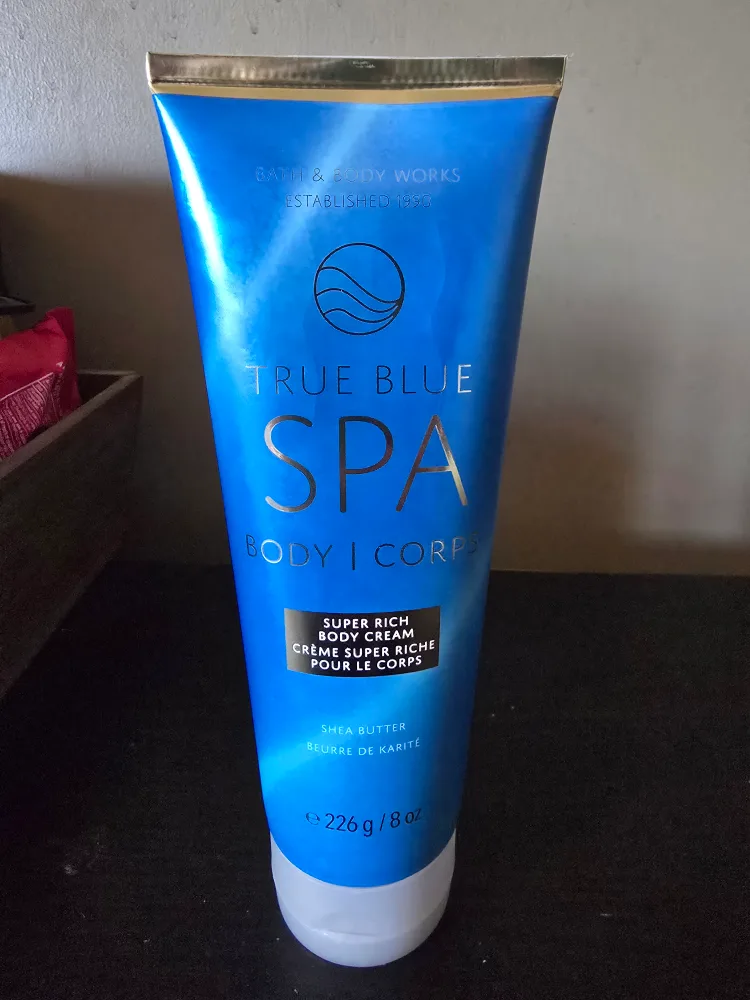 BATH & BODY WORKS
ESTABLISHED 1990
TRUE BLUE
SPA
BODY | CORPS
SUPER RICH
BODY CREAM
CRÈME SUPER RICHE
POUR LE CORPS
SHEA BUTTER
BEURRE DE KARITÉ
℮ 226 g / 8 oz